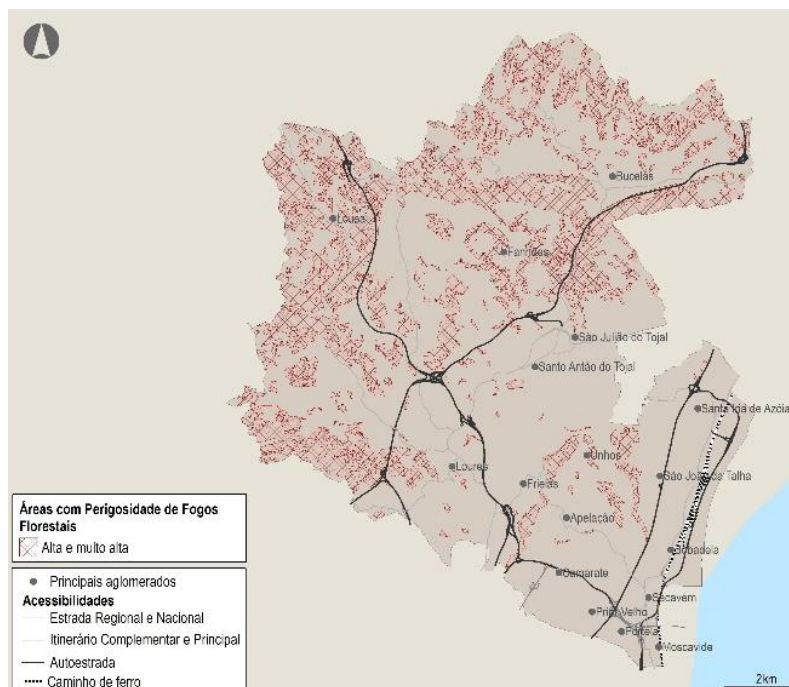 Bucelas
Lousa
Fanhões
São Julião do Tojal
Santo Antão do Tojal
Santa Iria de Azóia
Loures
Unhos
São João da Talha
Frielas
Apelação
Bobadela
Camarate
Sacavém
Prior Velho
Portela
Moscavide
Áreas com Perigosidade de Fogos
Florestais
Alta e muito alta
Principais aglomerados
Acessibilidades
Estrada Regional e Nacional
Itinerário Complementar e Principal
Autoestrada
Caminho de ferro
2km